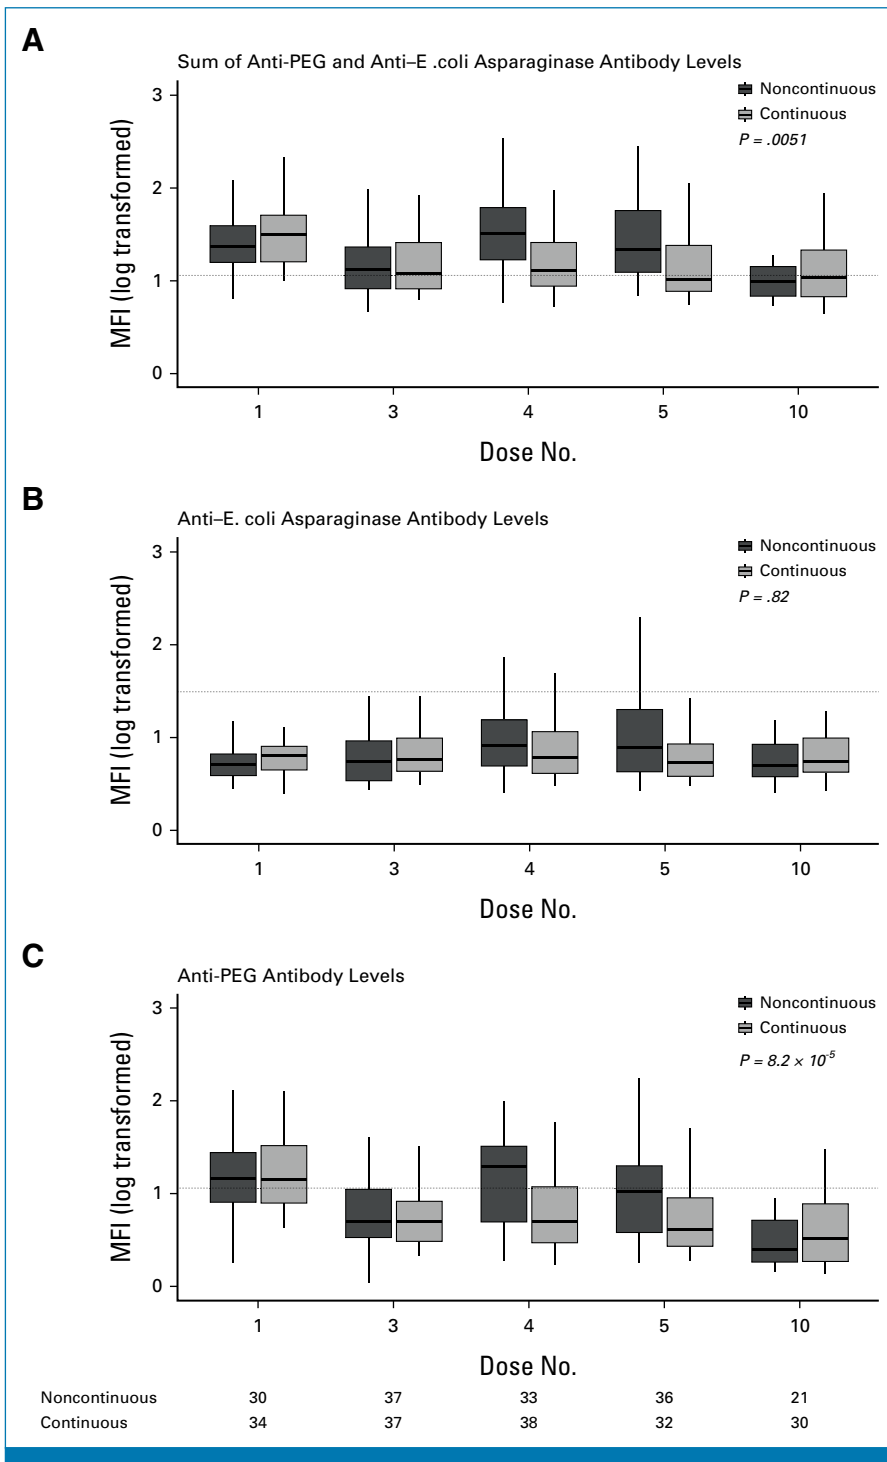 A
Sum of Anti-PEG and Anti–E .coli Asparaginase Antibody Levels
Noncontinuous
Continuous
P = .0051
MFI (log transformed)
3
2
1
0
1 3 4 5 10
Dose No.
B
Anti–E. coli Asparaginase Antibody Levels
Noncontinuous
Continuous
P = .82
MFI (log transformed)
3
2
1
0
1 3 4 5 10
Dose No.
C
Anti-PEG Antibody Levels
Noncontinuous
Continuous
P = 8.2 × 10⁻⁵
MFI (log transformed)
3
2
1
0
1 3 4 5 10
Dose No.
Noncontinuous 30 37 33 36 21
Continuous 34 37 38 32 30